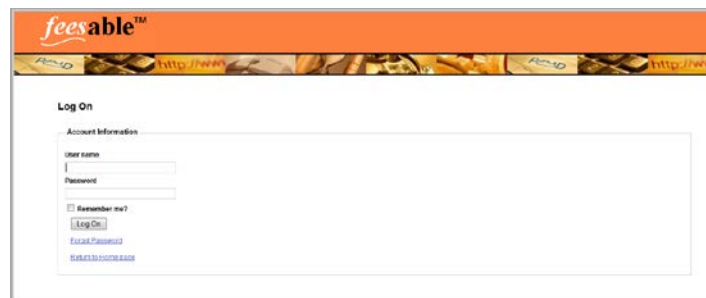 feesable™
http://www
http://ww
Log On
Account Information
User name
Password
Remember me?
Log On
Forgot Password
Return to Home page